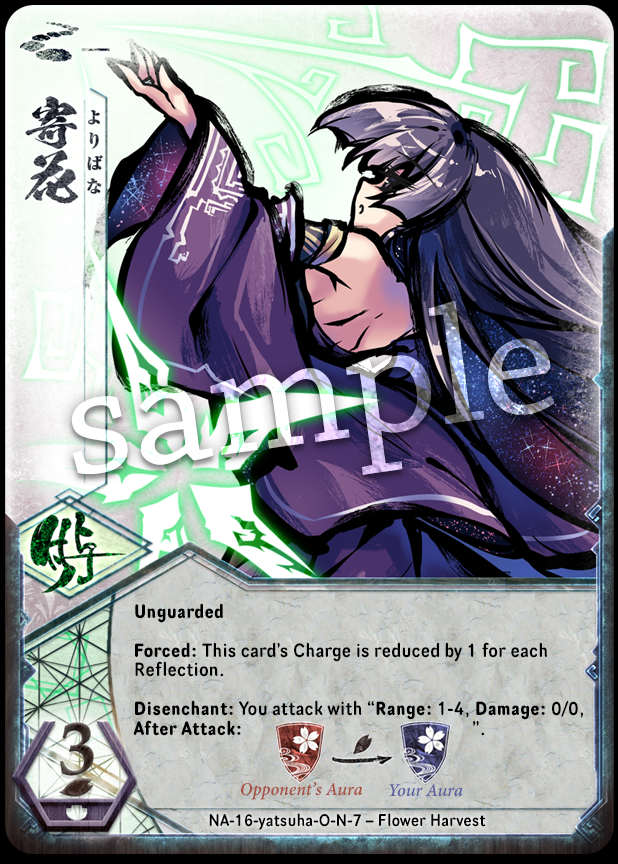 寄花
よりばな
sample
Unguarded
Forced: This card's Charge is reduced by 1 for each
Reflection.
Disenchant: You attack with “Range: 1-4, Damage: 0/0,
After Attack:
”.
3
Opponent's Aura
Your Aura
NA-16-yatsuha-O-N-7 – Flower Harvest